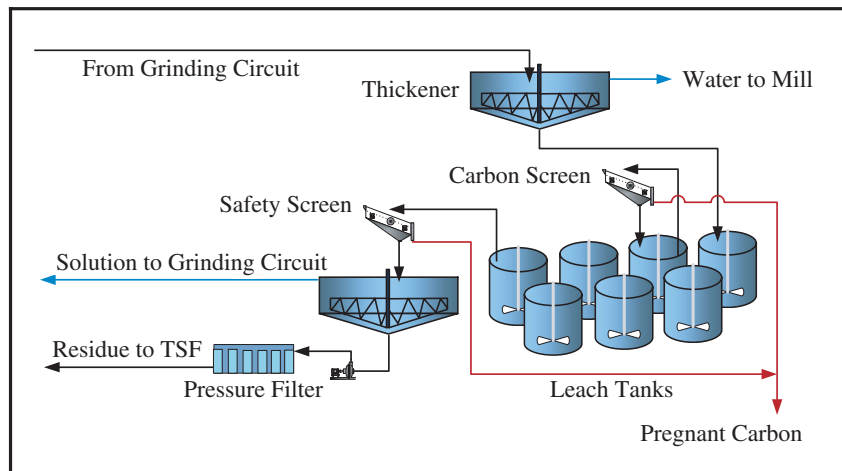 From Grinding Circuit
Thickener
Water to Mill
Carbon Screen
Safety Screen
Solution to Grinding Circuit
Residue to TSF
Pressure Filter
Leach Tanks
Pregnant Carbon